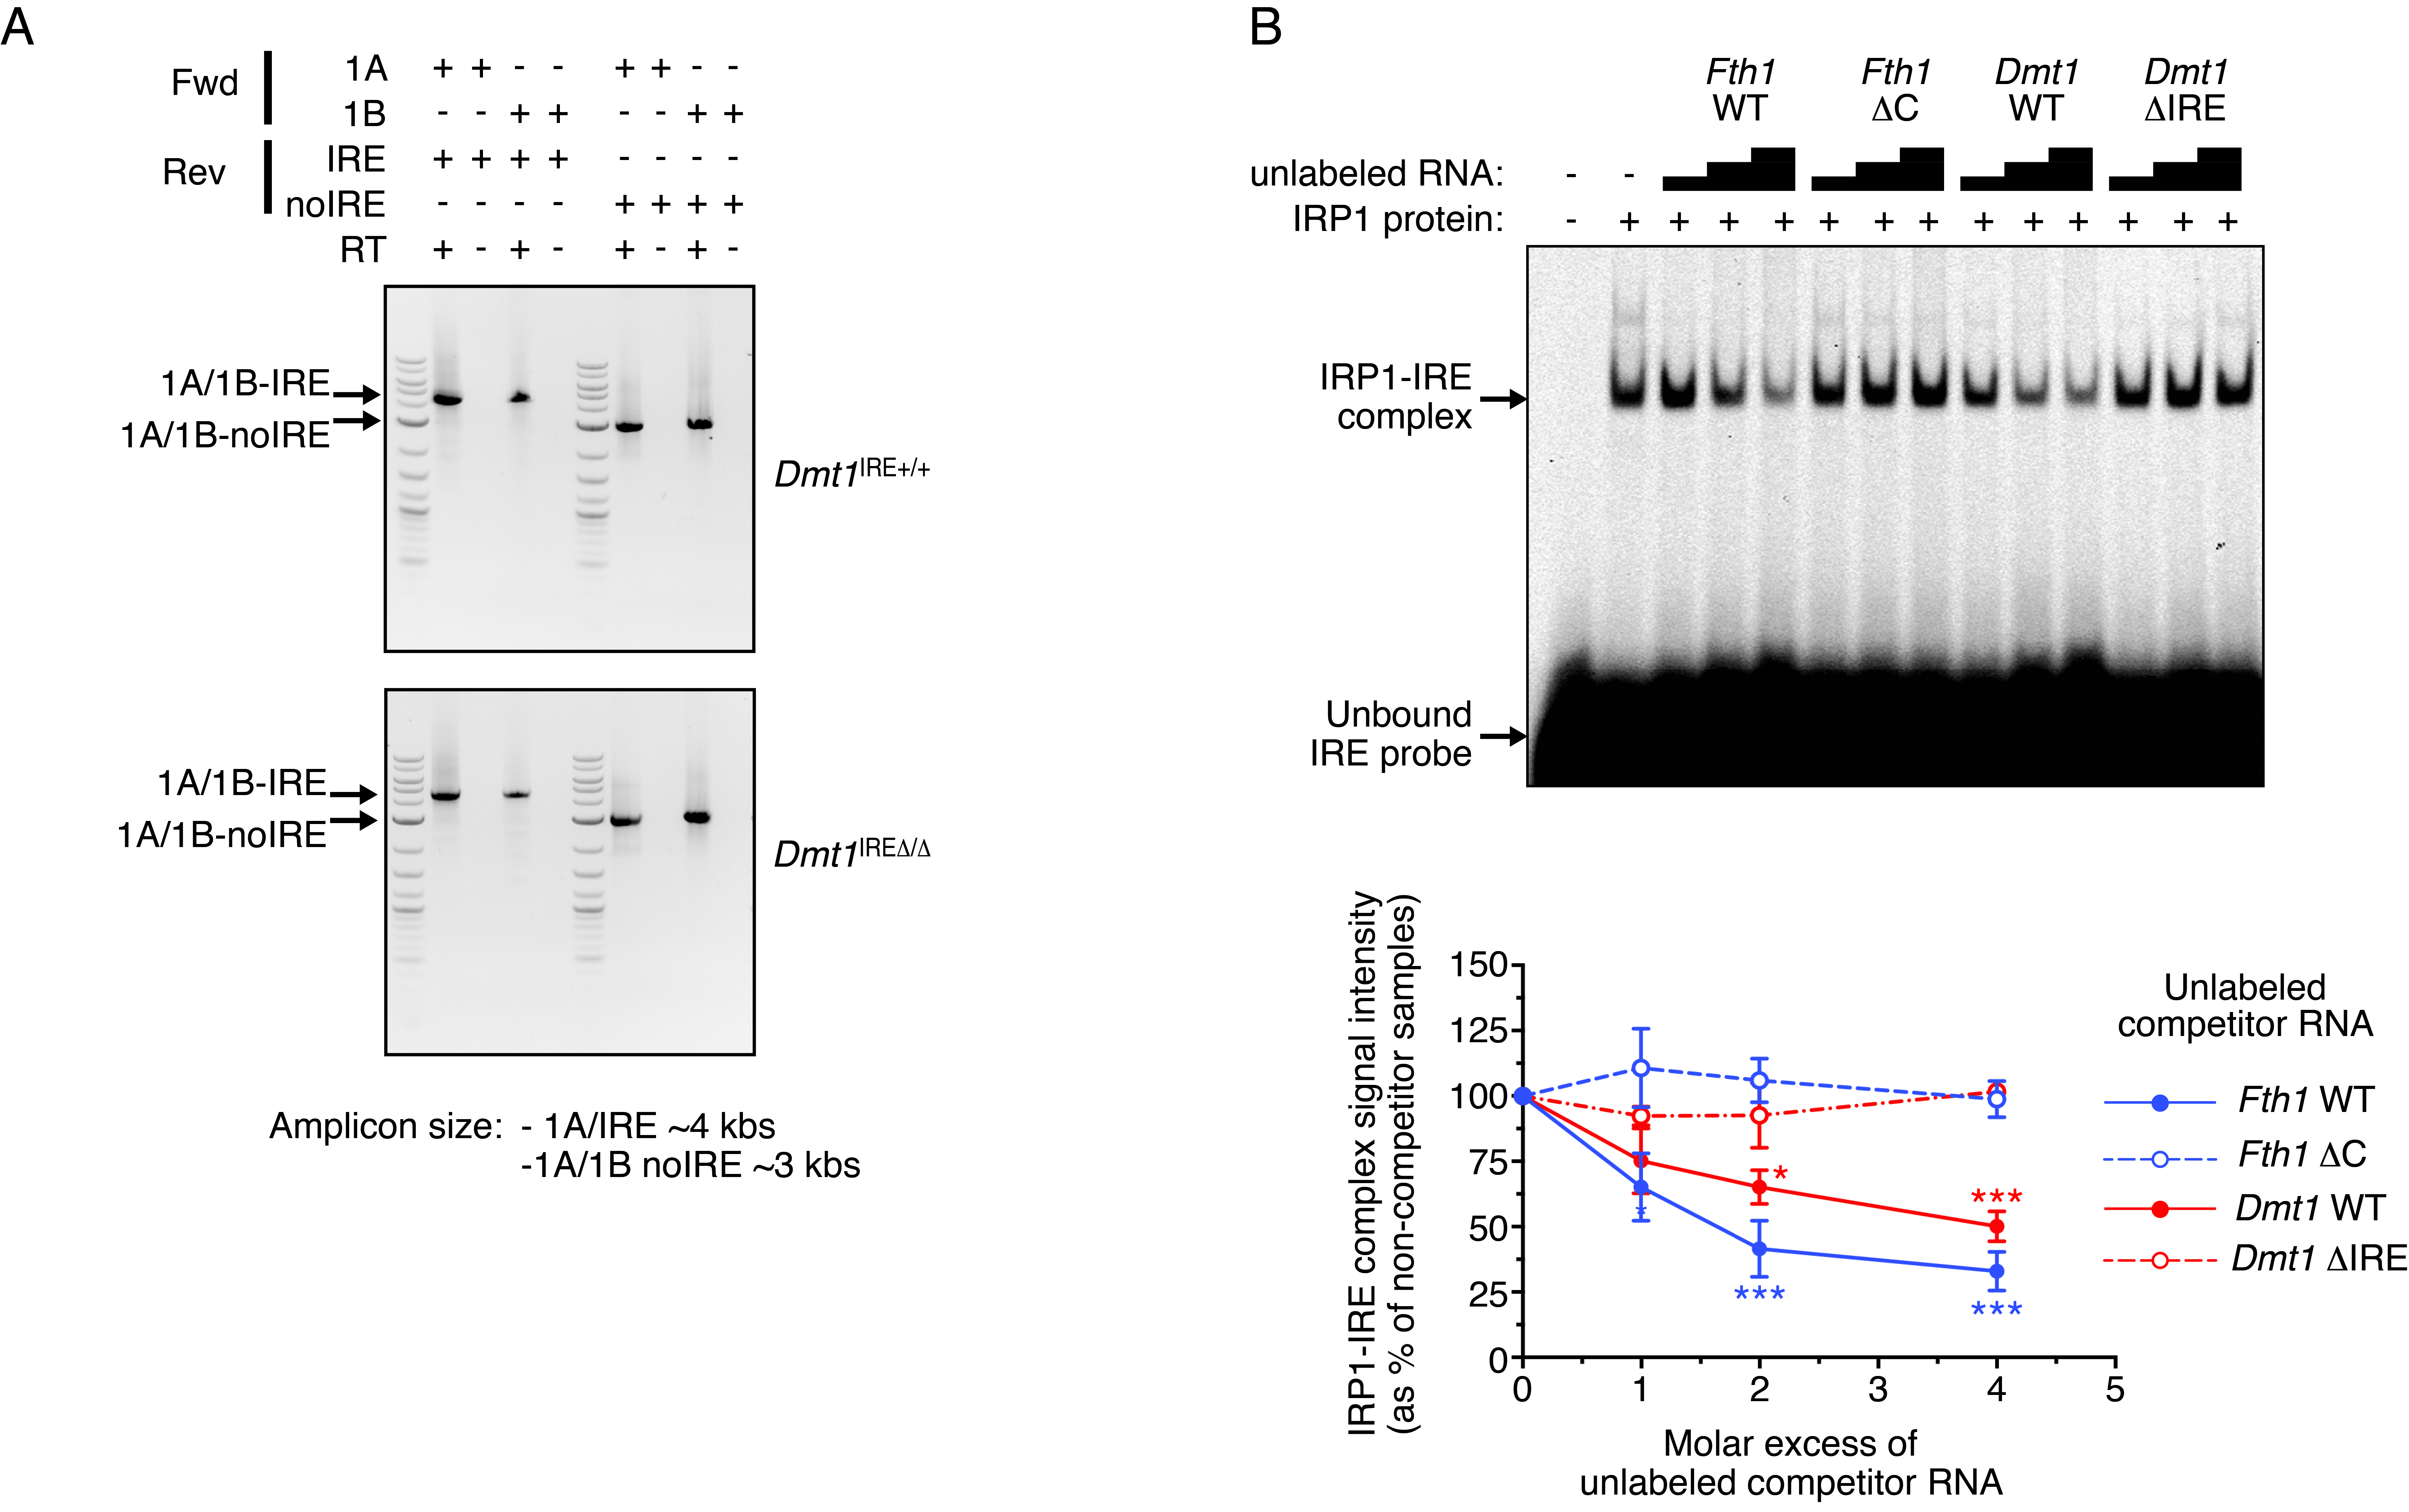 A
Fwd
1A + + - - + + - -
1B - - + + - - + +
Rev
IRE + + + + - - - -
noIRE - - - - + + + +
RT + - + - + - + -
1A/1B-IRE
1A/1B-noIRE
Dmt1IRE+/+
1A/1B-IRE
1A/1B-noIRE
Dmt1IREΔ/Δ
Amplicon size: - 1A/IRE ~4 kbs
-1A/1B noIRE ~3 kbs
B
Fth1 Fth1 Dmt1 Dmt1
WT ΔC WT ΔIRE
unlabeled RNA: - -
IRP1 protein: - + + + + + + + + + + + + +
IRP1-IRE
complex
Unbound
IRE probe
IRP1-IRE complex signal intensity
(as % of non-competitor samples)
150
125
100
75
50
25
0
* *** ***
* ***
0 1 2 3 4 5
Molar excess of
unlabeled competitor RNA
Unlabeled
competitor RNA
Fth1 WT
Fth1 ΔC
Dmt1 WT
Dmt1 ΔIRE